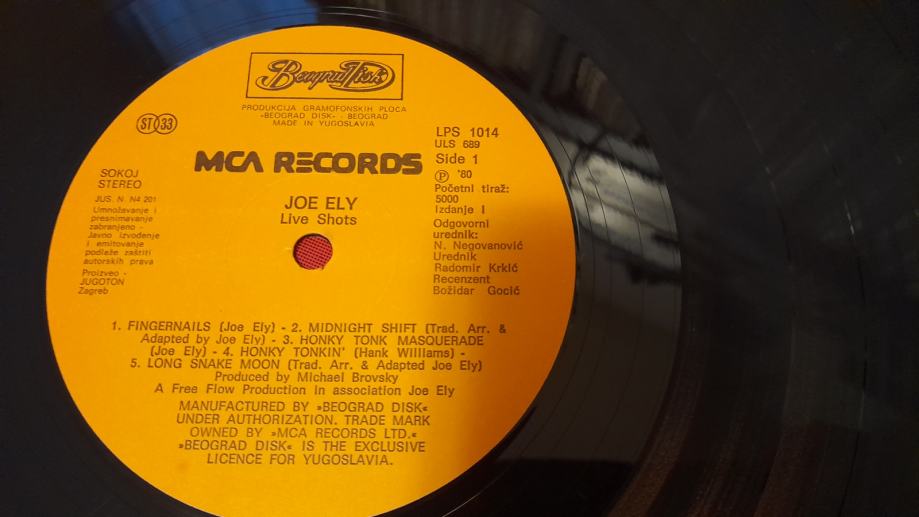 Beograd Disk
PRODUKCIJA GRAMOFONSKIH PLOCA
»BEOGRAD DISK« - BEOGRAD
MADE IN YUGOSLAVIA
ST 33
LPS 1014
ULS 689
Side 1
Ⓟ '80
Početni tiraž:
5000
Izdanje I
Odgovorni
urednik:
N. Negovanović
Urednik
Radomir Krklć
Recenzent
Božidar Gocić
MCA RECORDS
SOKOJ
STEREO
JUS. N. N4 201
Umnožavanje i
presnimavanje
zabranjeno -
Javno izvođenje
i emitovanje
podleže zaštiti
autorskih prava
Proizveo -
JUGOTON
Zagreb
JOE ELY
Live Shots
1. FINGERNAILS (Joe Ely) - 2. MIDNIGHT SHIFT (Trad. Arr. &
Adapted by Joe Ely) - 3. HONKY TONK MASQUERADE
(Joe Ely) - 4. HONKY TONKIN' (Hank Williams) -
5. LONG SNAKE MOON (Trad. Arr. & Adapted Joe Ely)
Produced by Michael Brovsky
A Free Flow Production in association Joe Ely
MANUFACTURED BY »BEOGRAD DISK«
UNDER AUTHORIZATION. TRADE MARK
OWNED BY »MCA RECORDS LTD.«
»BEOGRAD DISK« IS THE EXCLUSIVE
LICENCE FOR YUGOSLAVIA.